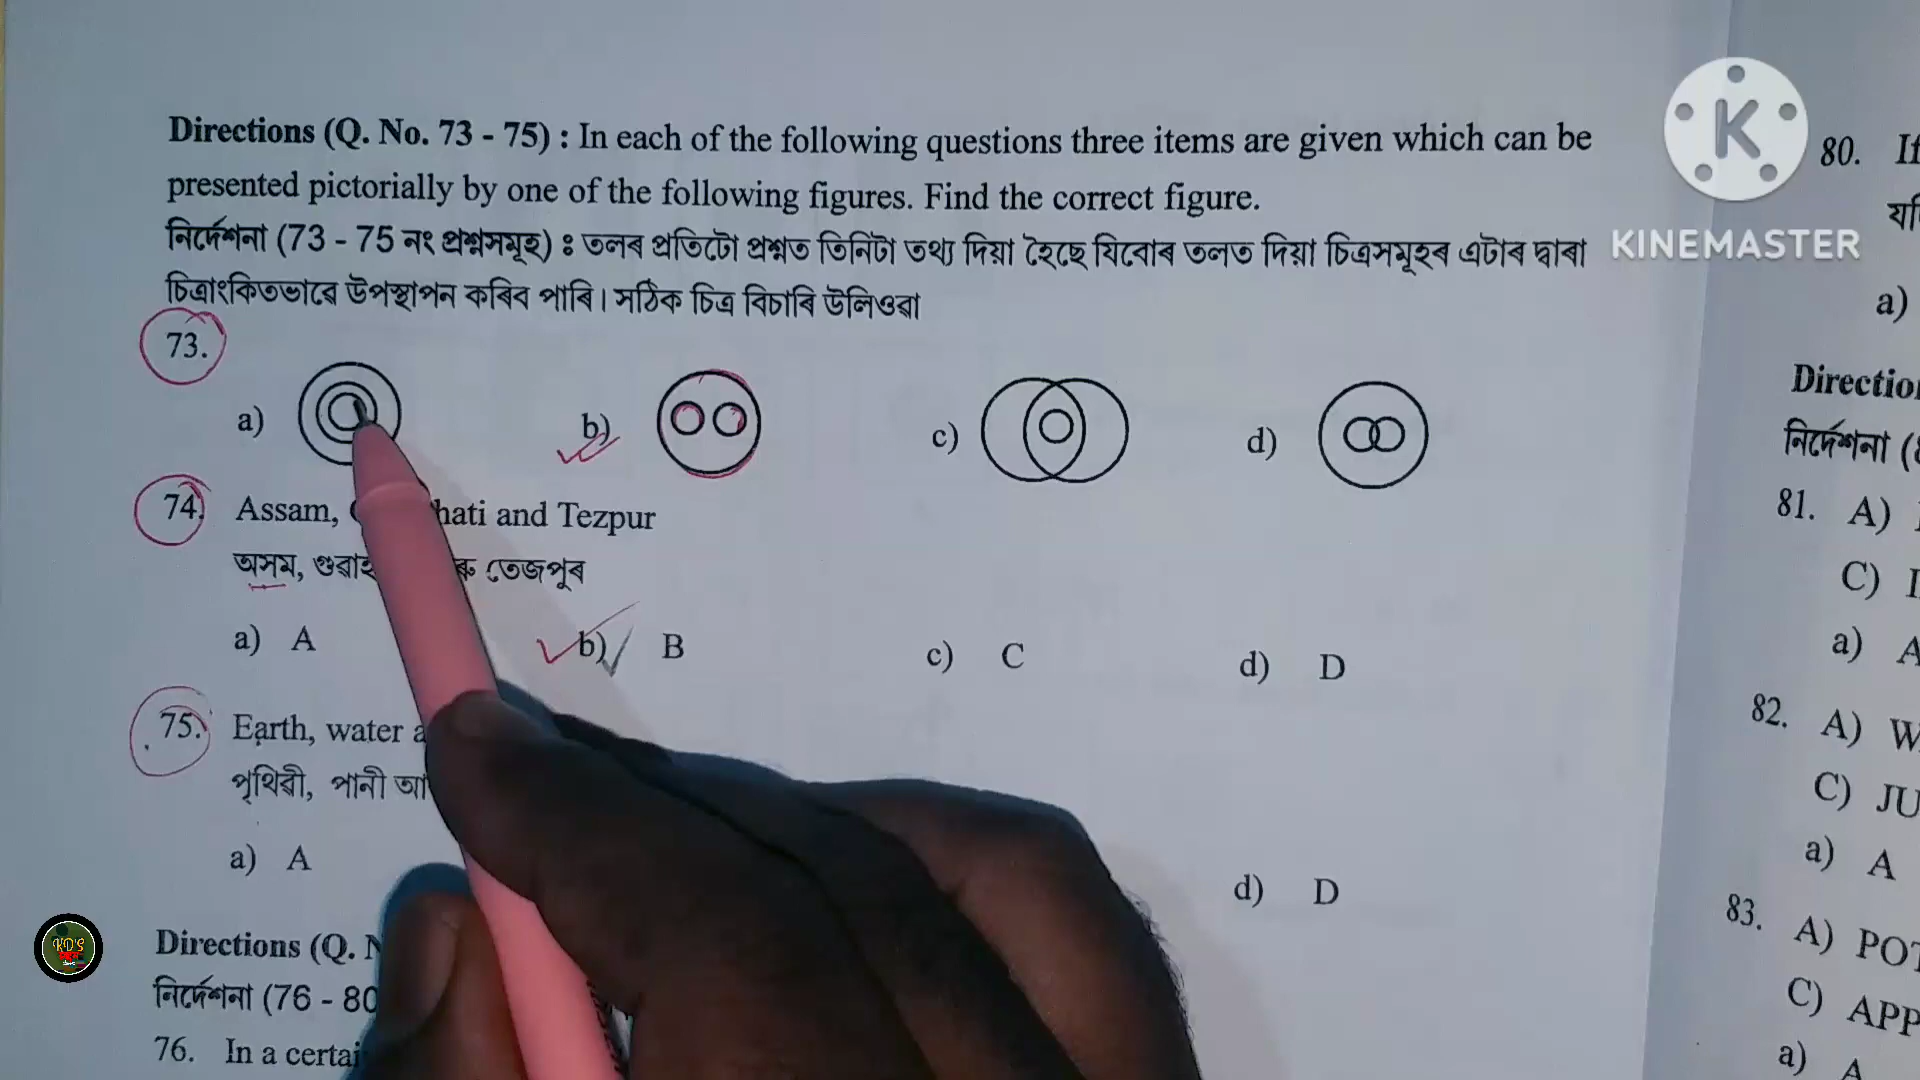 Directions (Q. No. 73 - 75) : In each of the following questions three items are given which can be
presented pictorially by one of the following figures. Find the correct figure.
নিৰ্দেশনা (73 - 75 নং প্ৰশ্নসমূহ) ঃ তলৰ প্ৰতিটো প্ৰশ্নত তিনিটা তথ্য দিয়া হৈছে যিবোৰ তলত দিয়া চিত্ৰসমূহৰ এটাৰ দ্বাৰা
চিত্ৰাংকিতভাৱে উপস্থাপন কৰিব পাৰি। সঠিক চিত্ৰ বিচাৰি উলিওৱা
73.
a) b) c) d)
74. Assam, hati and Tezpur
অসম, গুৱাহ ৰু তেজপুৰ
a) A b) B c) C d) D
75. Earth, water a
পৃথিৱী, পানী আ
a) A d) D
Directions (Q. N
নিৰ্দেশনা (76 - 80
76. In a certai
KINEMASTER
KD'S
80. If
যদি
a)
Directio
নিৰ্দেশনা (
81. A)
C) I
a) A
82. A) W
C) JU
a) A
83. A) POT
C) APP
a) A